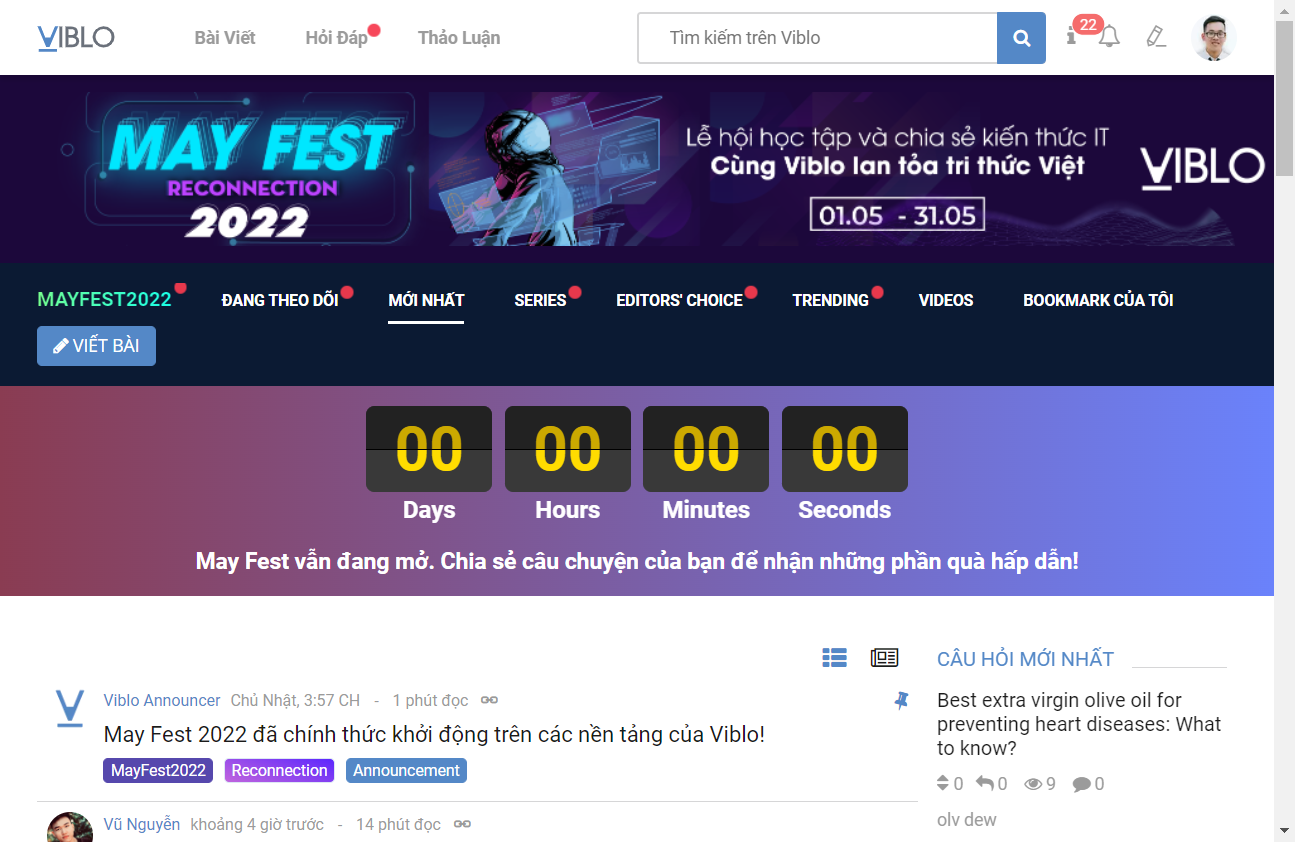 VIBLO
Bài Viết
Hỏi Đáp
Thảo Luận
Tìm kiếm trên Viblo
22
MAY FEST
RECONNECTION
2022
Lễ hội học tập và chia sẻ kiến thức IT
Cùng Viblo lan tỏa tri thức Việt
01.05 - 31.05
VIBLO
MAYFEST2022
ĐANG THEO DÕI
MỚI NHẤT
SERIES
EDITORS' CHOICE
TRENDING
VIDEOS
BOOKMARK CỦA TÔI
VIẾT BÀI
00 00 00 00
Days Hours Minutes Seconds
May Fest vẫn đang mở. Chia sẻ câu chuyện của bạn để nhận những phần quà hấp dẫn!
Viblo Announcer Chủ Nhật, 3:57 CH - 1 phút đọc
May Fest 2022 đã chính thức khởi động trên các nền tảng của Viblo!
MayFest2022 Reconnection Announcement
Vũ Nguyễn khoảng 4 giờ trước - 14 phút đọc
CÂU HỎI MỚI NHẤT
Best extra virgin olive oil for
preventing heart diseases: What
to know?
0 0 9 0
olv dew